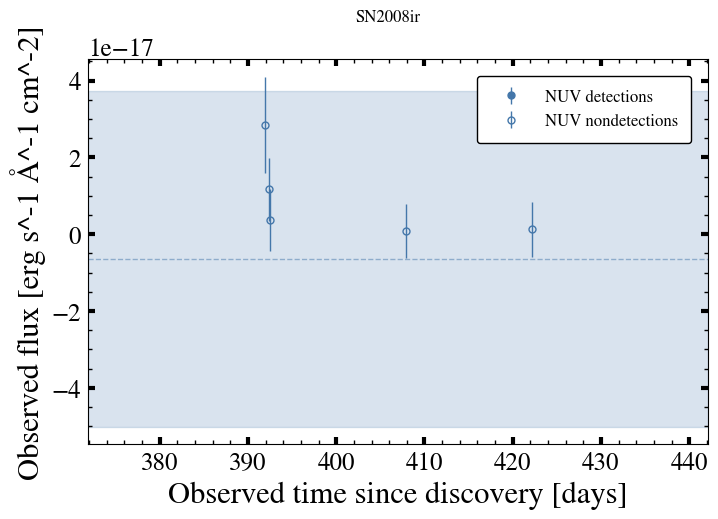 SN2008ir
1e−17
NUV detections
NUV nondetections
4
2
0
−2
−4
Observed flux [erg s^-1 Å^-1 cm^-2]
380 390 400 410 420 430 440
Observed time since discovery [days]